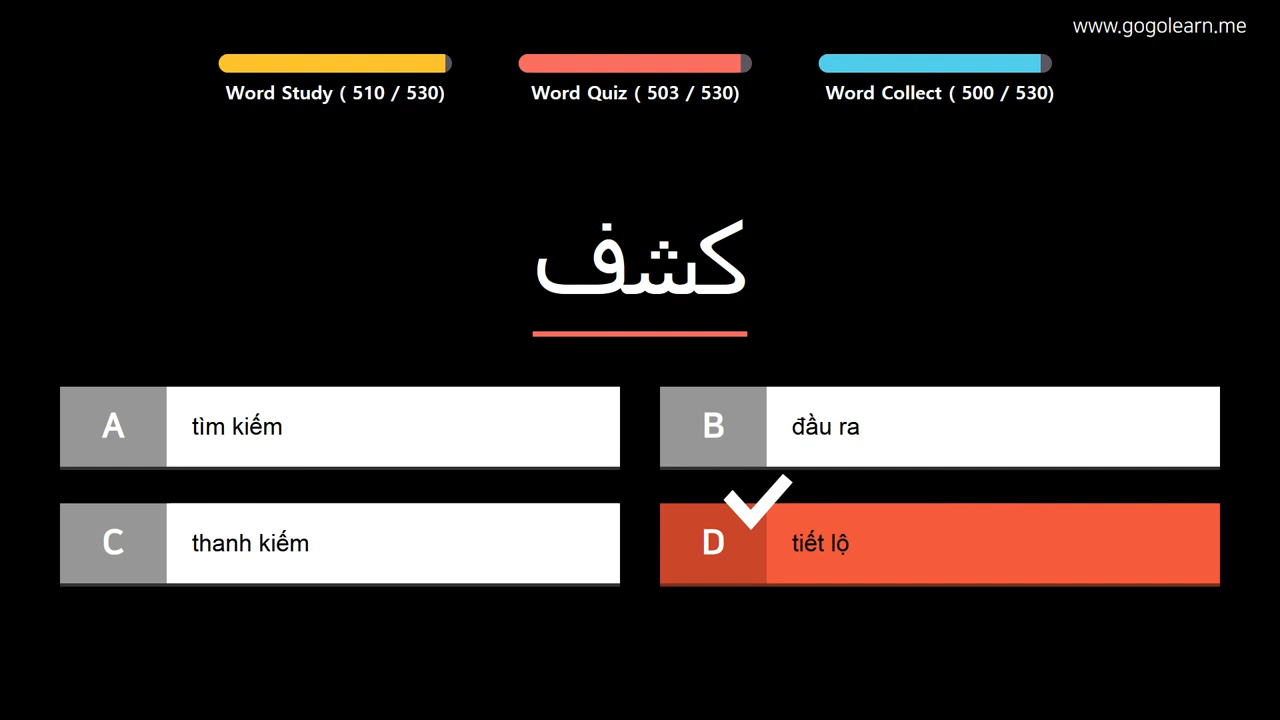 www.gogolearn.me
Word Study ( 510 / 530)
Word Quiz ( 503 / 530)
Word Collect ( 500 / 530)
كشف
A
tìm kiếm
B
đầu ra
C
thanh kiếm
D
tiết lộ